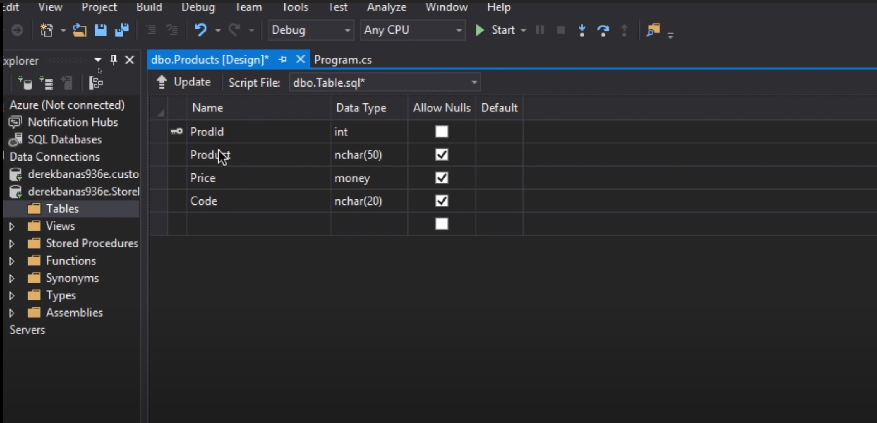 Edit View Project Build Debug Team Tools Test Analyze Window Help
Debug Any CPU Start
Explorer dbo.Products [Design]* Program.cs
Update Script File: dbo.Table.sql*
Name Data Type Allow Nulls Default
ProdId int
Product nchar(50)
Price money
Code nchar(20)
Azure (Not connected)
Notification Hubs
SQL Databases
Data Connections
derekbanas936e.custo
derekbanas936e.StoreI
Tables
Views
Stored Procedures
Functions
Synonyms
Types
Assemblies
Servers